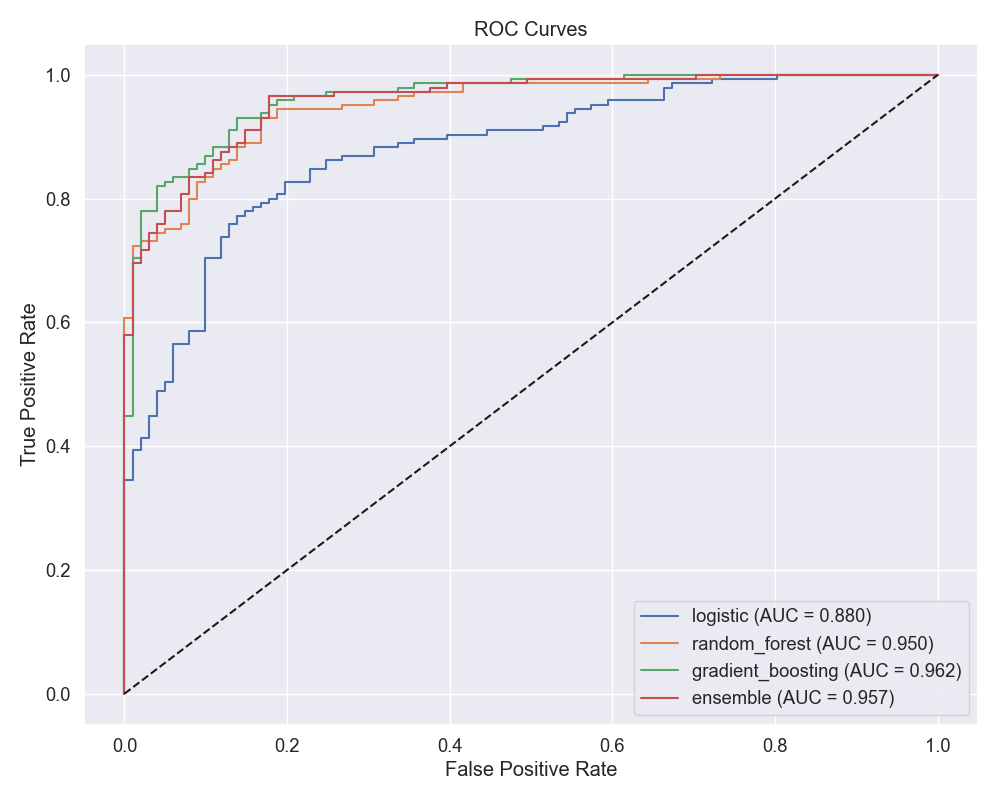 ROC Curves
True Positive Rate
1.0
0.8
0.6
0.4
0.2
0.0
0.0 0.2 0.4 0.6 0.8 1.0
False Positive Rate
logistic (AUC = 0.880)
random_forest (AUC = 0.950)
gradient_boosting (AUC = 0.962)
ensemble (AUC = 0.957)